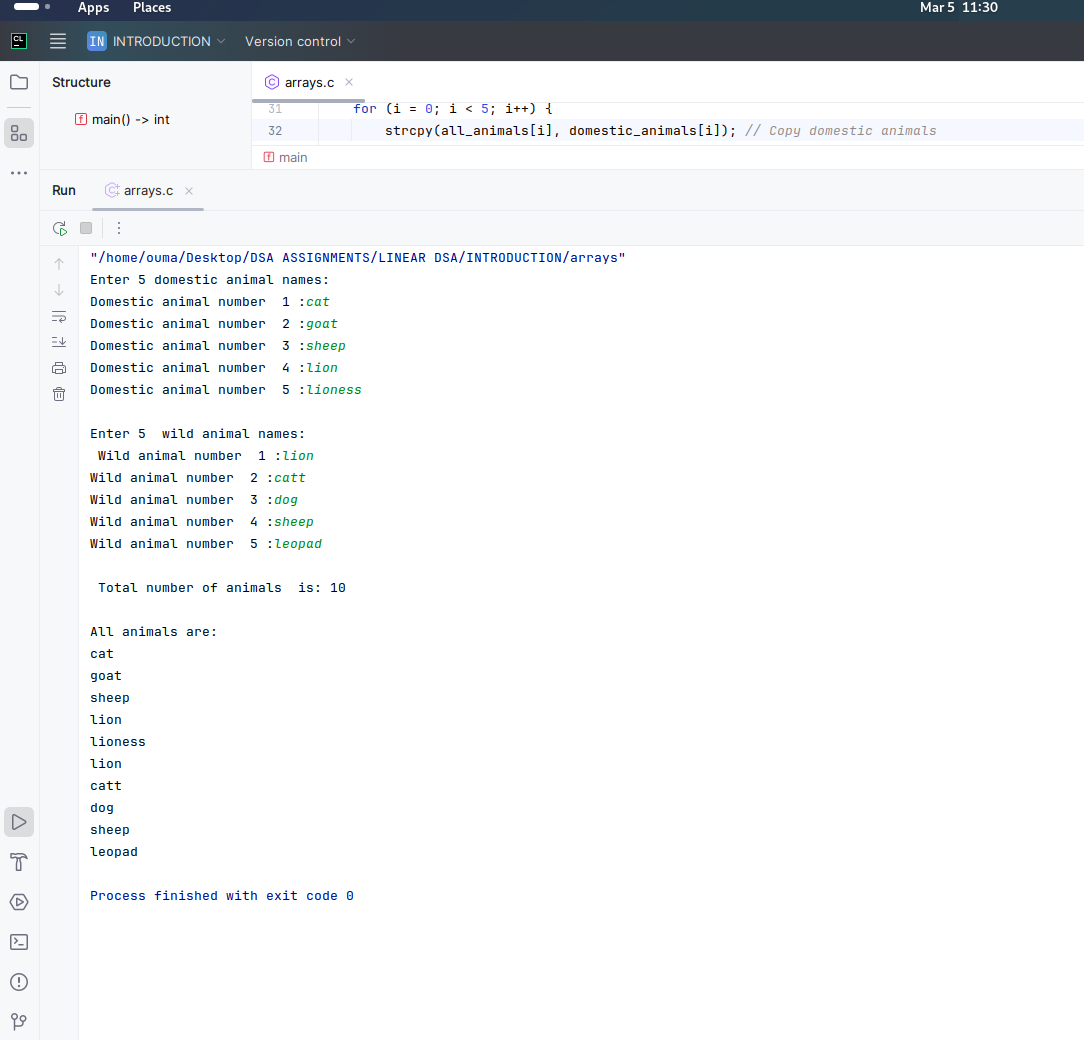 Apps Places Mar 5 11:30
CL IN INTRODUCTION Version control
Structure
arrays.c
main() -> int
31 for (i = 0; i < 5; i++) {
32 strcpy(all_animals[i], domestic_animals[i]); // Copy domestic animals
f main
Run arrays.c
"/home/ouma/Desktop/DSA ASSIGNMENTS/LINEAR DSA/INTRODUCTION/arrays"
Enter 5 domestic animal names:
Domestic animal number  1 :cat
Domestic animal number  2 :goat
Domestic animal number  3 :sheep
Domestic animal number  4 :lion
Domestic animal number  5 :lioness
Enter 5  wild animal names:
 Wild animal number  1 :lion
Wild animal number  2 :catt
Wild animal number  3 :dog
Wild animal number  4 :sheep
Wild animal number  5 :leopad
 Total number of animals  is: 10
All animals are:
cat
goat
sheep
lion
lioness
lion
catt
dog
sheep
leopad
Process finished with exit code 0